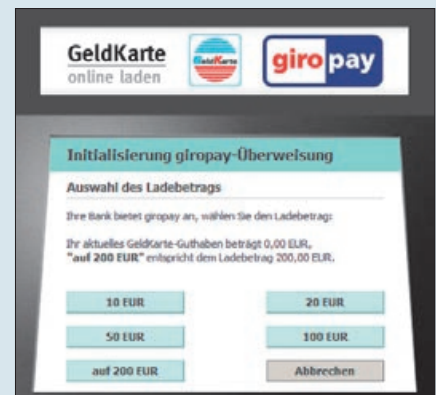 GeldKarte
online laden
GeldKarte
giropay
Initialisierung giropay-Überweisung
Auswahl des Ladebetrags
Ihre Bank bietet giropay an, wählen Sie den Ladebetrag:
Ihr aktuelles GeldKarte-Guthaben beträgt 0,00 EUR,
"auf 200 EUR" entspricht dem Ladebetrag 200,00 EUR.
10 EUR 20 EUR
50 EUR 100 EUR
auf 200 EUR Abbrechen